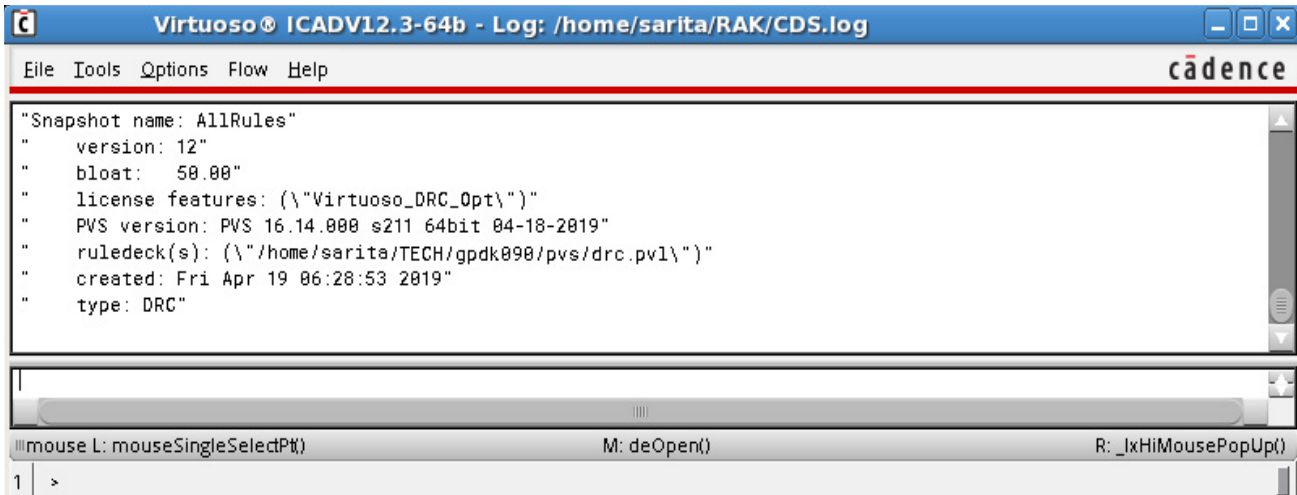 Virtuoso® ICADV12.3-64b - Log: /home/sarita/RAK/CDS.log
File Tools Options Flow Help cādence
"Snapshot name: AllRules"
" version: 12"
" bloat: 50.00"
" license features: (\"Virtuoso_DRC_Opt\")"
" PVS version: PVS 16.14.000 s211 64bit 04-18-2019"
" ruledeck(s): (\"/home/sarita/TECH/gpdk090/pvs/drc.pvl\")"
" created: Fri Apr 19 06:28:53 2019"
" type: DRC"
mouse L: mouseSingleSelectPt() M: deOpen() R: _lxHiMousePopUp()
1 >